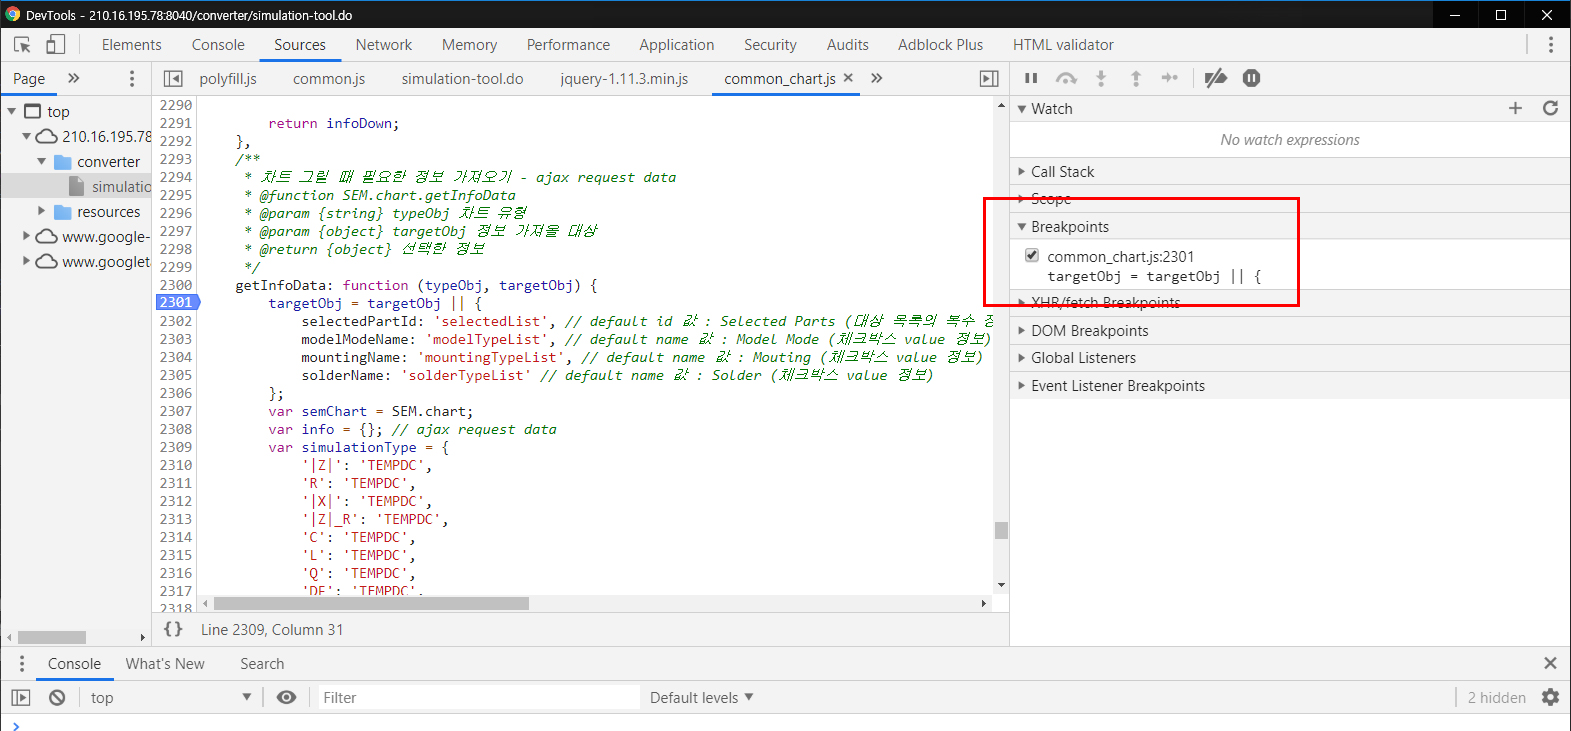 DevTools - 210.16.195.78:8040/converter/simulation-tool.do
Elements Console Sources Network Memory Performance Application Security Audits Adblock Plus HTML validator
Page » polyfill.js common.js simulation-tool.do jquery-1.11.3.min.js common_chart.js × »
top
210.16.195.78
converter
simulatio
resources
www.google-
www.googlet
2290
2291 return infoDown;
2292 },
2293 /**
2294 * 차트 그릴 때 필요한 정보 가져오기 - ajax request data
2295 * @function SEM.chart.getInfoData
2296 * @param {string} typeObj 차트 유형
2297 * @param {object} targetObj 정보 가져올 대상
2298 * @return {object} 선택한 정보
2299 */
2300 getInfoData: function (typeObj, targetObj) {
2301 targetObj = targetObj || {
2302 selectedPartId: 'selectedList', // default id 값 : Selected Parts (대상 목록의 복수 정
2303 modelModeName: 'modelTypeList', // default name 값 : Model Mode (체크박스 value 정보)
2304 mountingName: 'mountingTypeList', // default name 값 : Mouting (체크박스 value 정보)
2305 solderName: 'solderTypeList' // default name 값 : Solder (체크박스 value 정보)
2306 };
2307 var semChart = SEM.chart;
2308 var info = {}; // ajax request data
2309 var simulationType = {
2310 '|Z|': 'TEMPDC',
2311 'R': 'TEMPDC',
2312 '|X|': 'TEMPDC',
2313 '|Z|_R': 'TEMPDC',
2314 'C': 'TEMPDC',
2315 'L': 'TEMPDC',
2316 'Q': 'TEMPDC',
2317 'DF': 'TEMPDC',
2318
{} Line 2309, Column 31
Watch
No watch expressions
Call Stack
Scope
Breakpoints
common_chart.js:2301
targetObj = targetObj || {
XHR/fetch Breakpoints
DOM Breakpoints
Global Listeners
Event Listener Breakpoints
Console What's New Search
top Filter Default levels 2 hidden